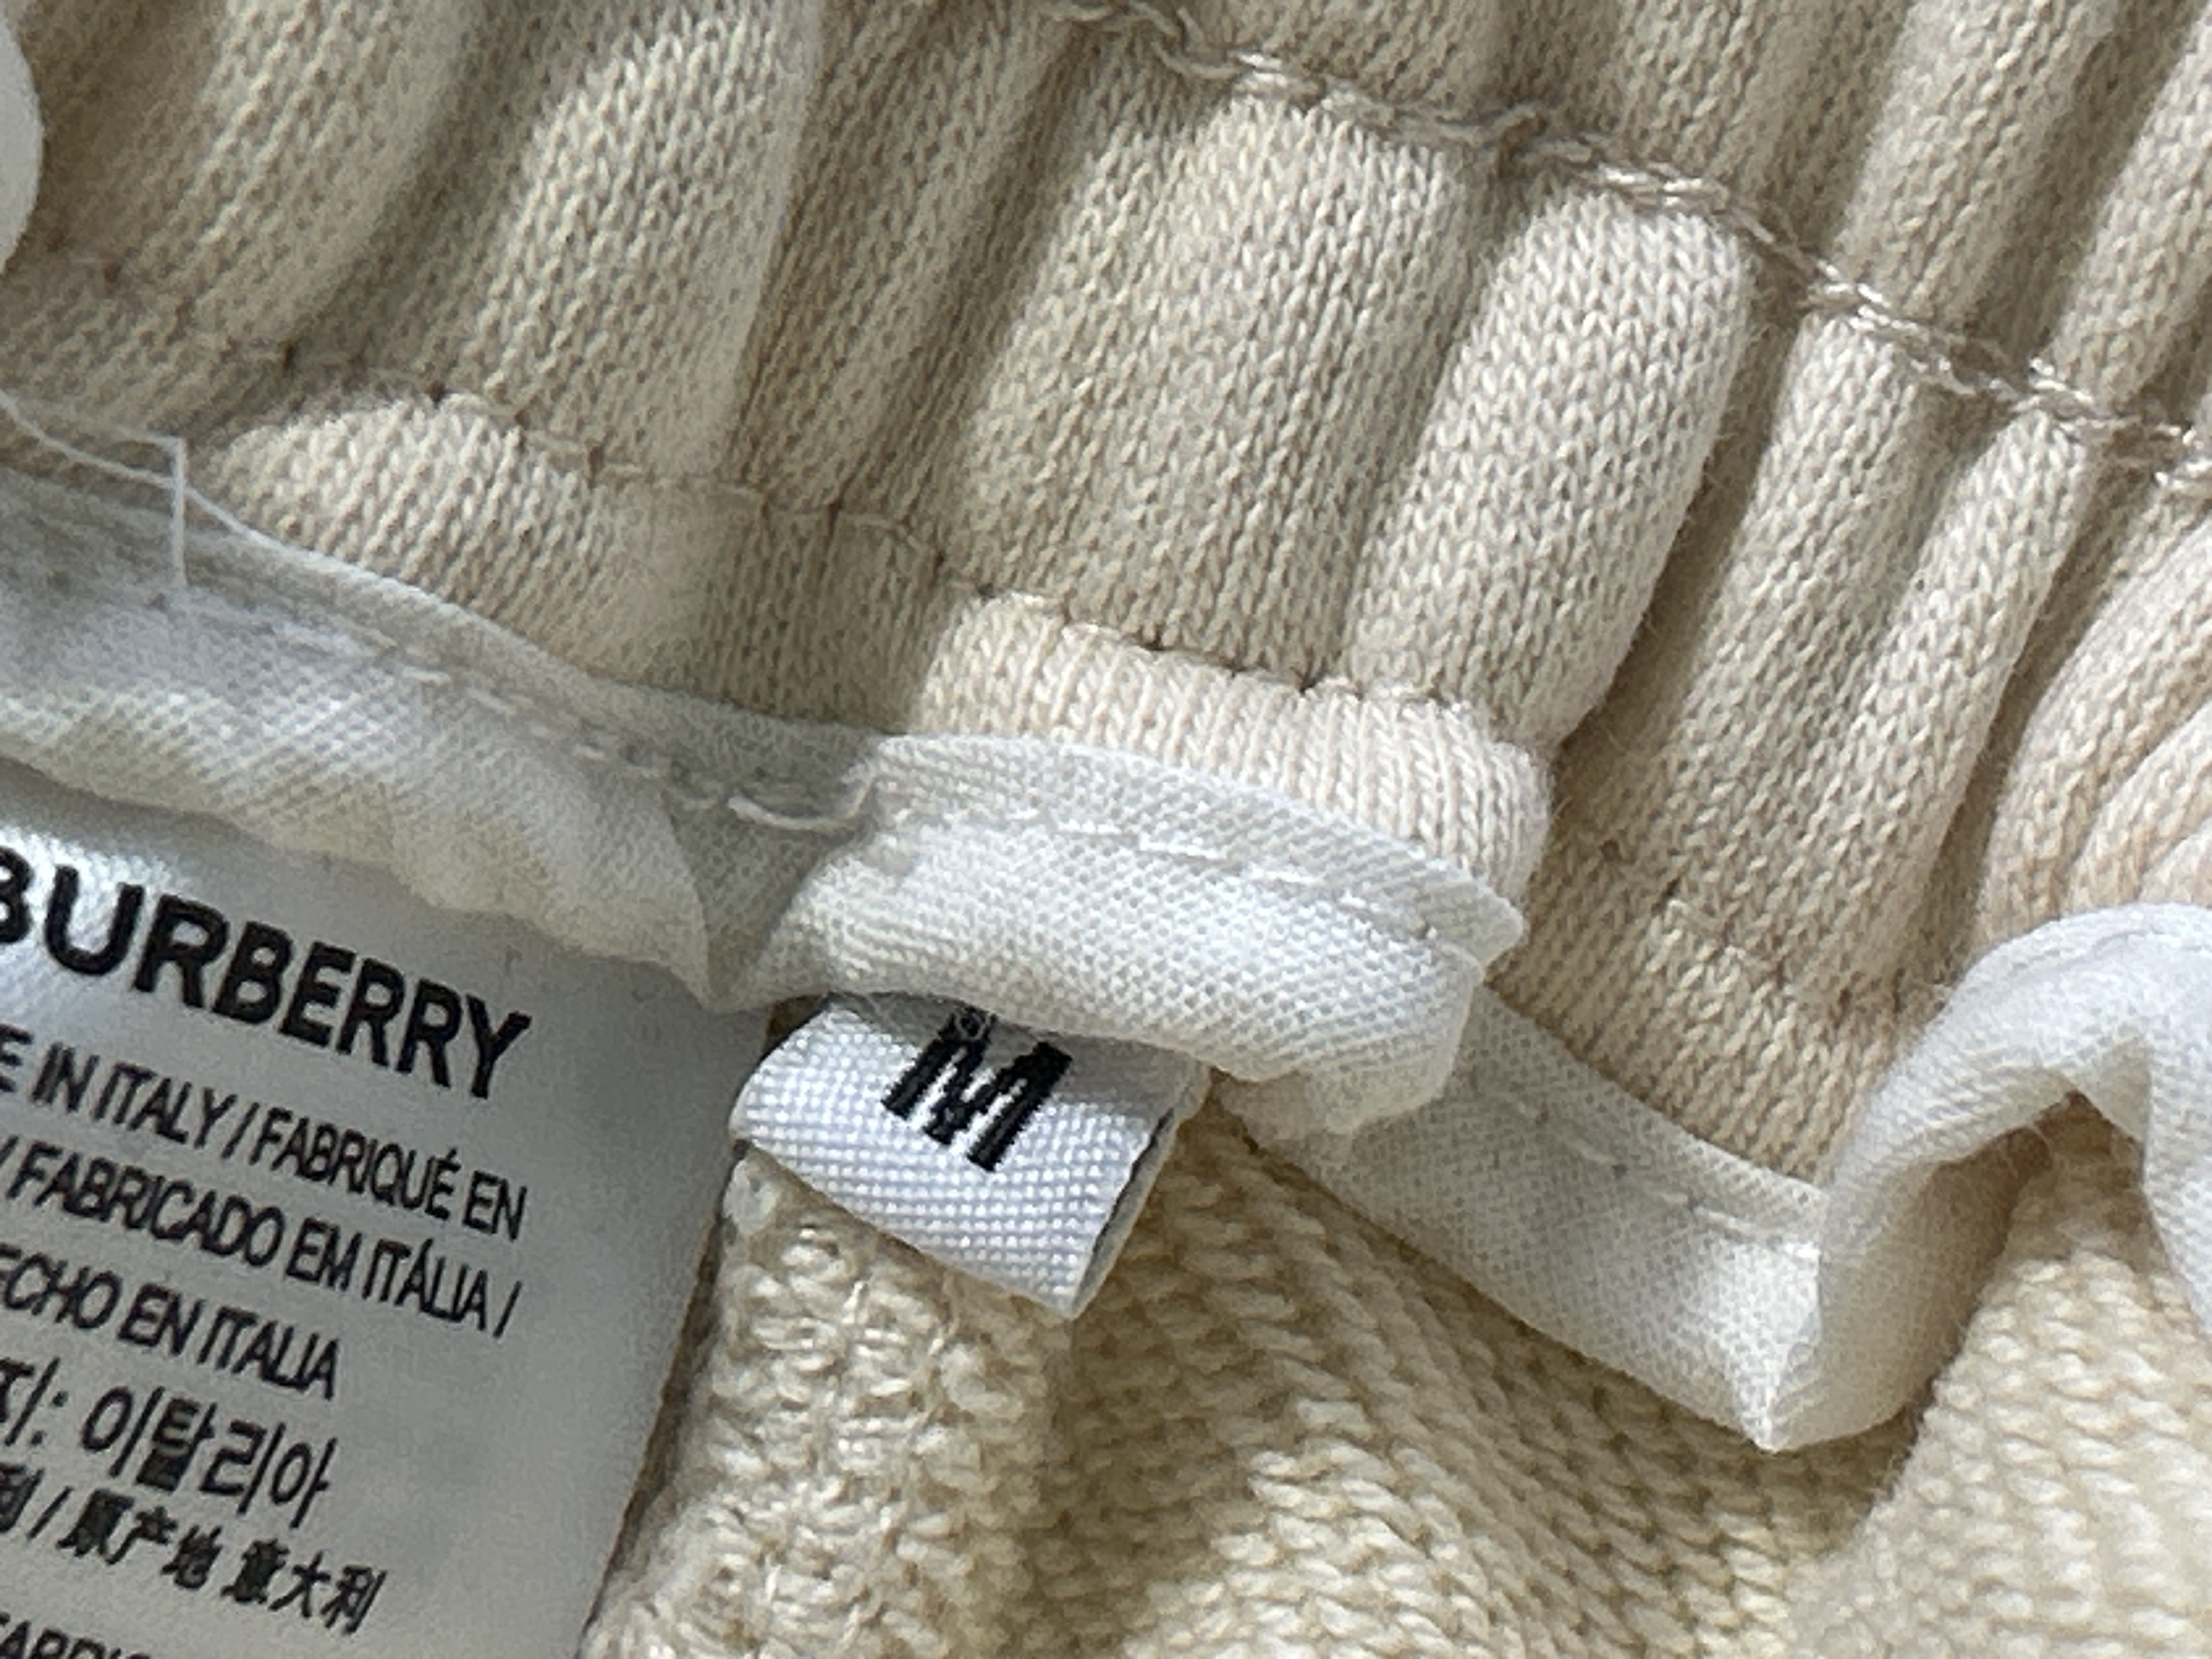 BURBERRY
IN ITALY / FABRIQUÉ EN
/ FABRICADO EM ITÁLIA /
EN ITALIA
이탈리아
/ 原产地 意大利
M